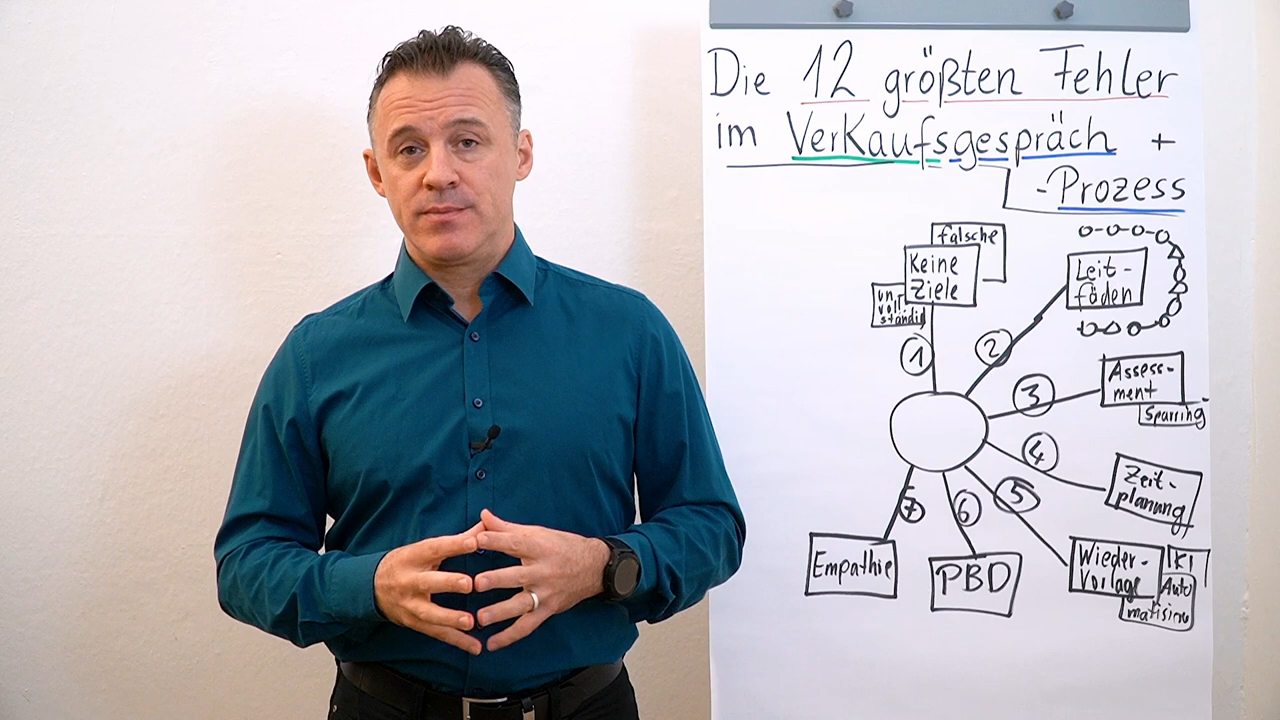 Die 12 größten Fehler
im Verkaufsgespräch +
-Prozess
1
falsche
Keine
Ziele
un
voll
ständig
2
Leit-
fäden
3
Assess-
ment
Sparring
4
Zeit-
planung
5
Wieder-
vorlage
KI
Auto
matisieru
6
PBD
7
Empathie